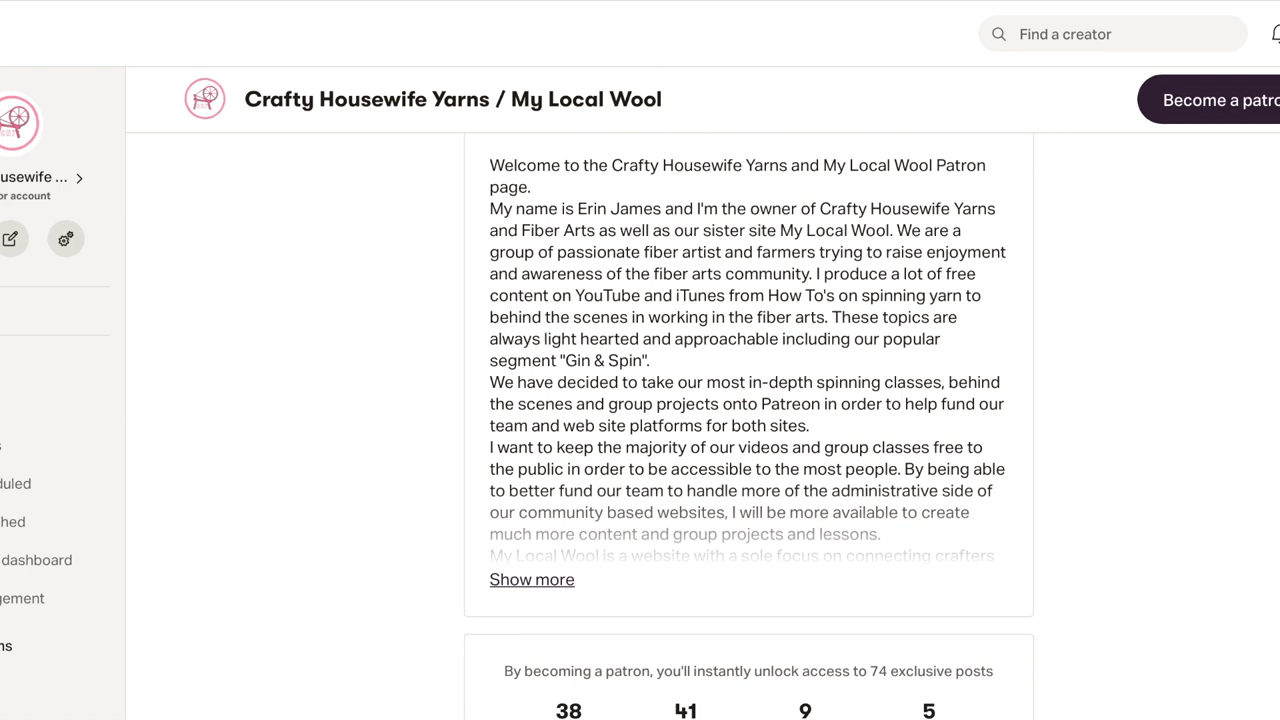 Find a creator
Crafty Housewife Yarns / My Local Wool
Become a patro
usewife ...
or account
duled
hed
dashboard
gement
ns
Welcome to the Crafty Housewife Yarns and My Local Wool Patron
page.
My name is Erin James and I'm the owner of Crafty Housewife Yarns
and Fiber Arts as well as our sister site My Local Wool. We are a
group of passionate fiber artist and farmers trying to raise enjoyment
and awareness of the fiber arts community. I produce a lot of free
content on YouTube and iTunes from How To's on spinning yarn to
behind the scenes in working in the fiber arts. These topics are
always light hearted and approachable including our popular
segment "Gin & Spin".
We have decided to take our most in-depth spinning classes, behind
the scenes and group projects onto Patreon in order to help fund our
team and web site platforms for both sites.
I want to keep the majority of our videos and group classes free to
the public in order to be accessible to the most people. By being able
to better fund our team to handle more of the administrative side of
our community based websites, I will be more available to create
much more content and group projects and lessons.
My Local Wool is a website with a sole focus on connecting crafters
Show more
By becoming a patron, you'll instantly unlock access to 74 exclusive posts
38 41 9 5